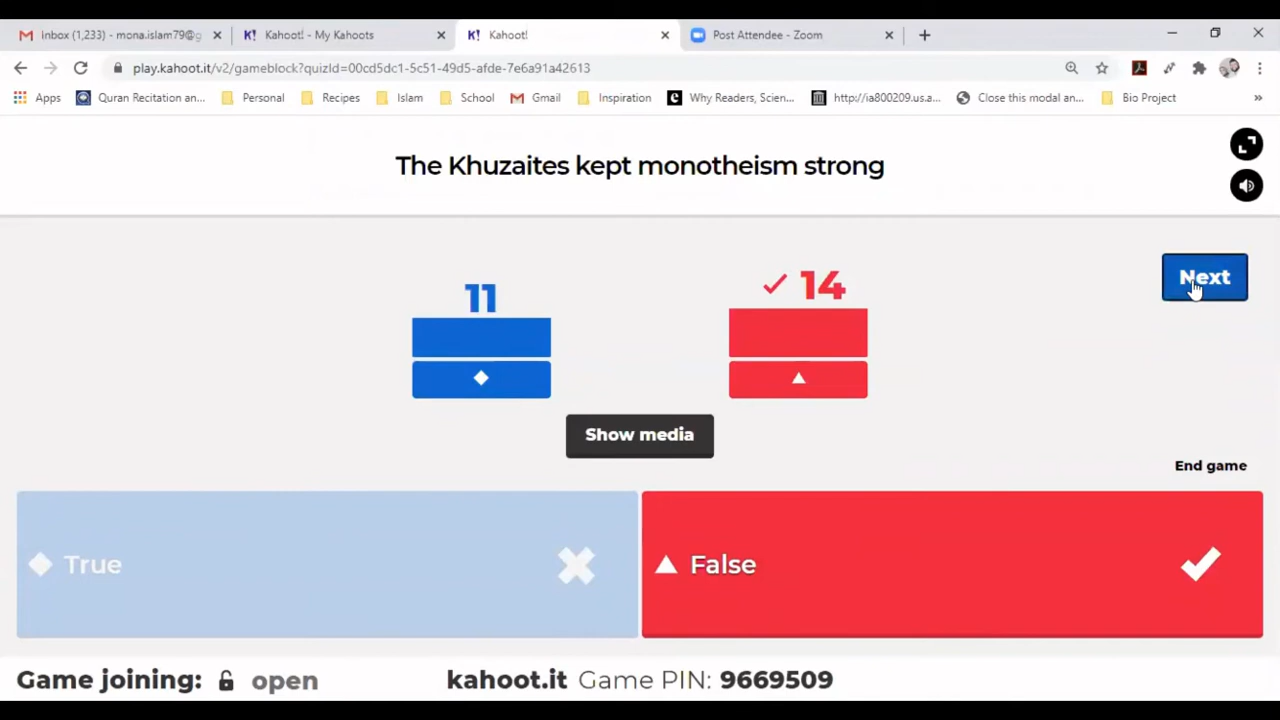 Inbox (1,233) - mona.islam79@g
Kahoot! - My Kahoots
Kahoot!
Post Attendee - Zoom
play.kahoot.it/v2/gameblock?quizId=00cd5dc1-5c51-49d5-afde-7e6a91a42613
Apps
Quran Recitation an...
Personal
Recipes
Islam
School
Gmail
Inspiration
Why Readers, Scien...
http://ia800209.us.a...
Close this modal an...
Bio Project
The Khuzaites kept monotheism strong
11
14
Next
Show media
End game
True
False
Game joining: open
kahoot.it Game PIN: 9669509